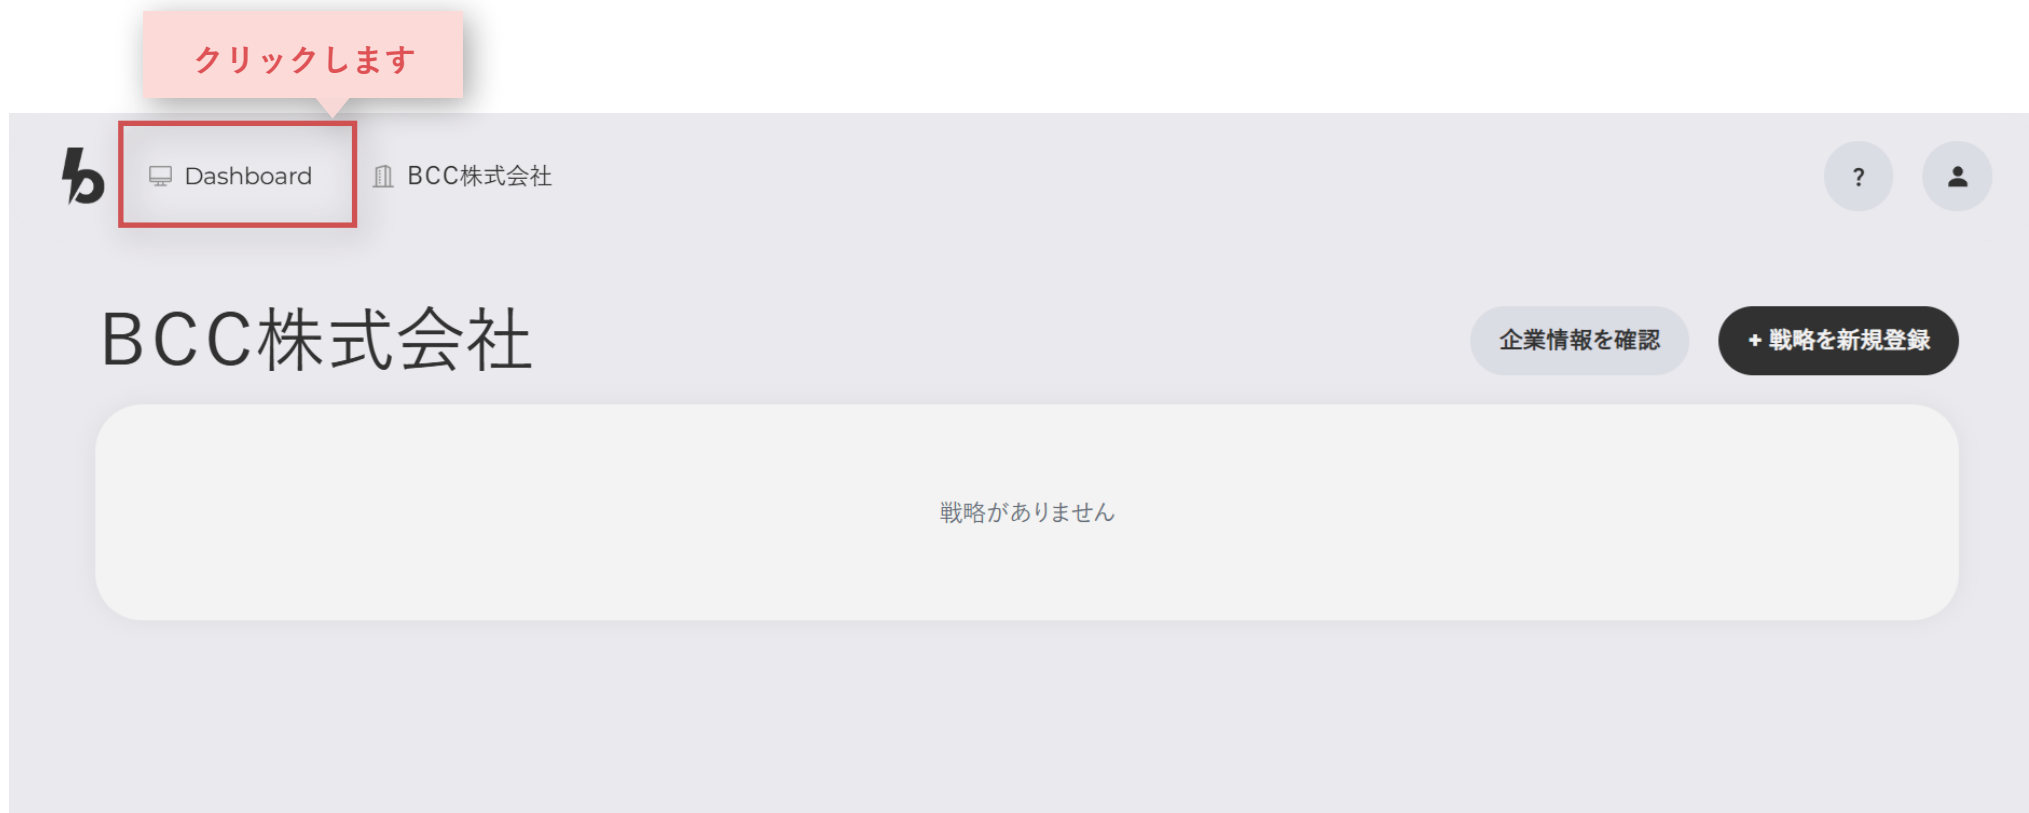 クリックします
Dashboard
BCC株式会社
?
BCC株式会社
企業情報を確認
+ 戦略を新規登録
戦略がありません